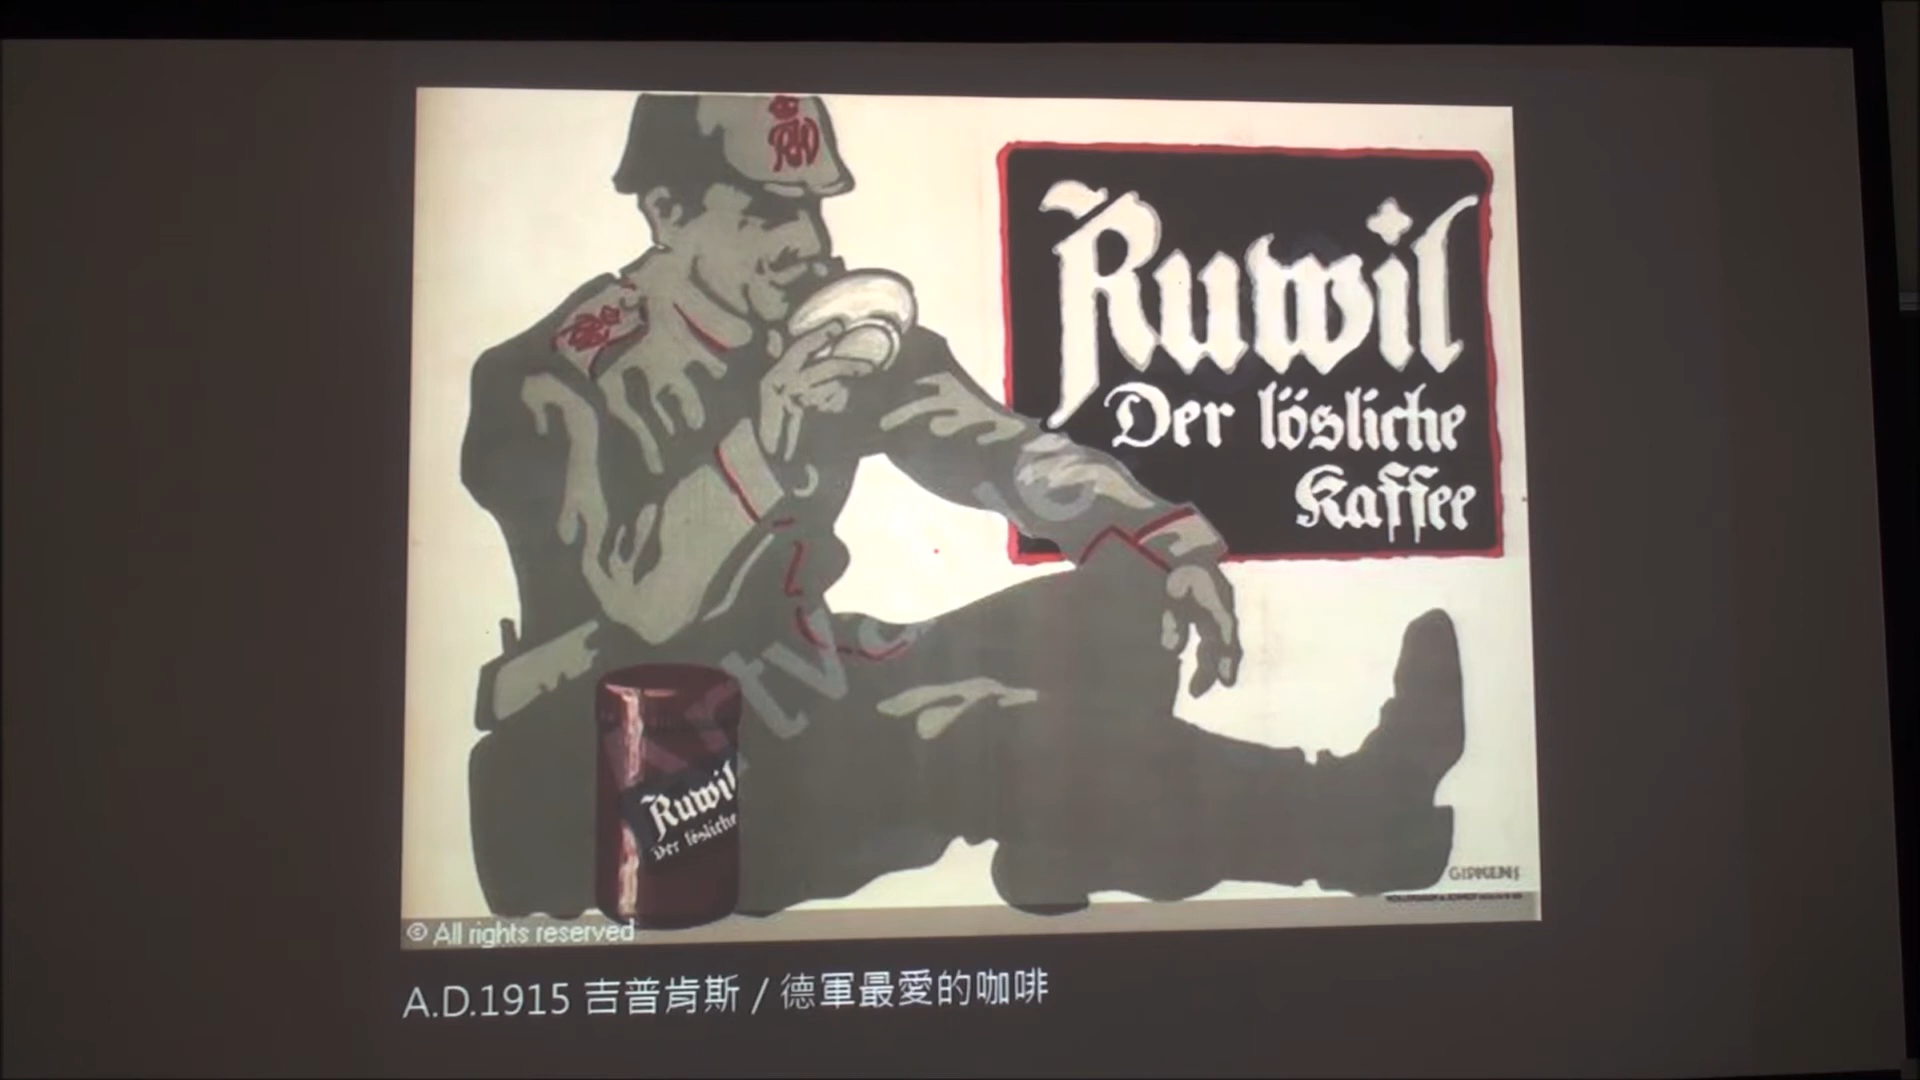 RW
Ruwil
Der lösliche
Kaffee
Ruwil
Der lösliche
GIPKENS
© All rights reserved
A.D.1915 吉普肯斯 / 德軍最愛的咖啡